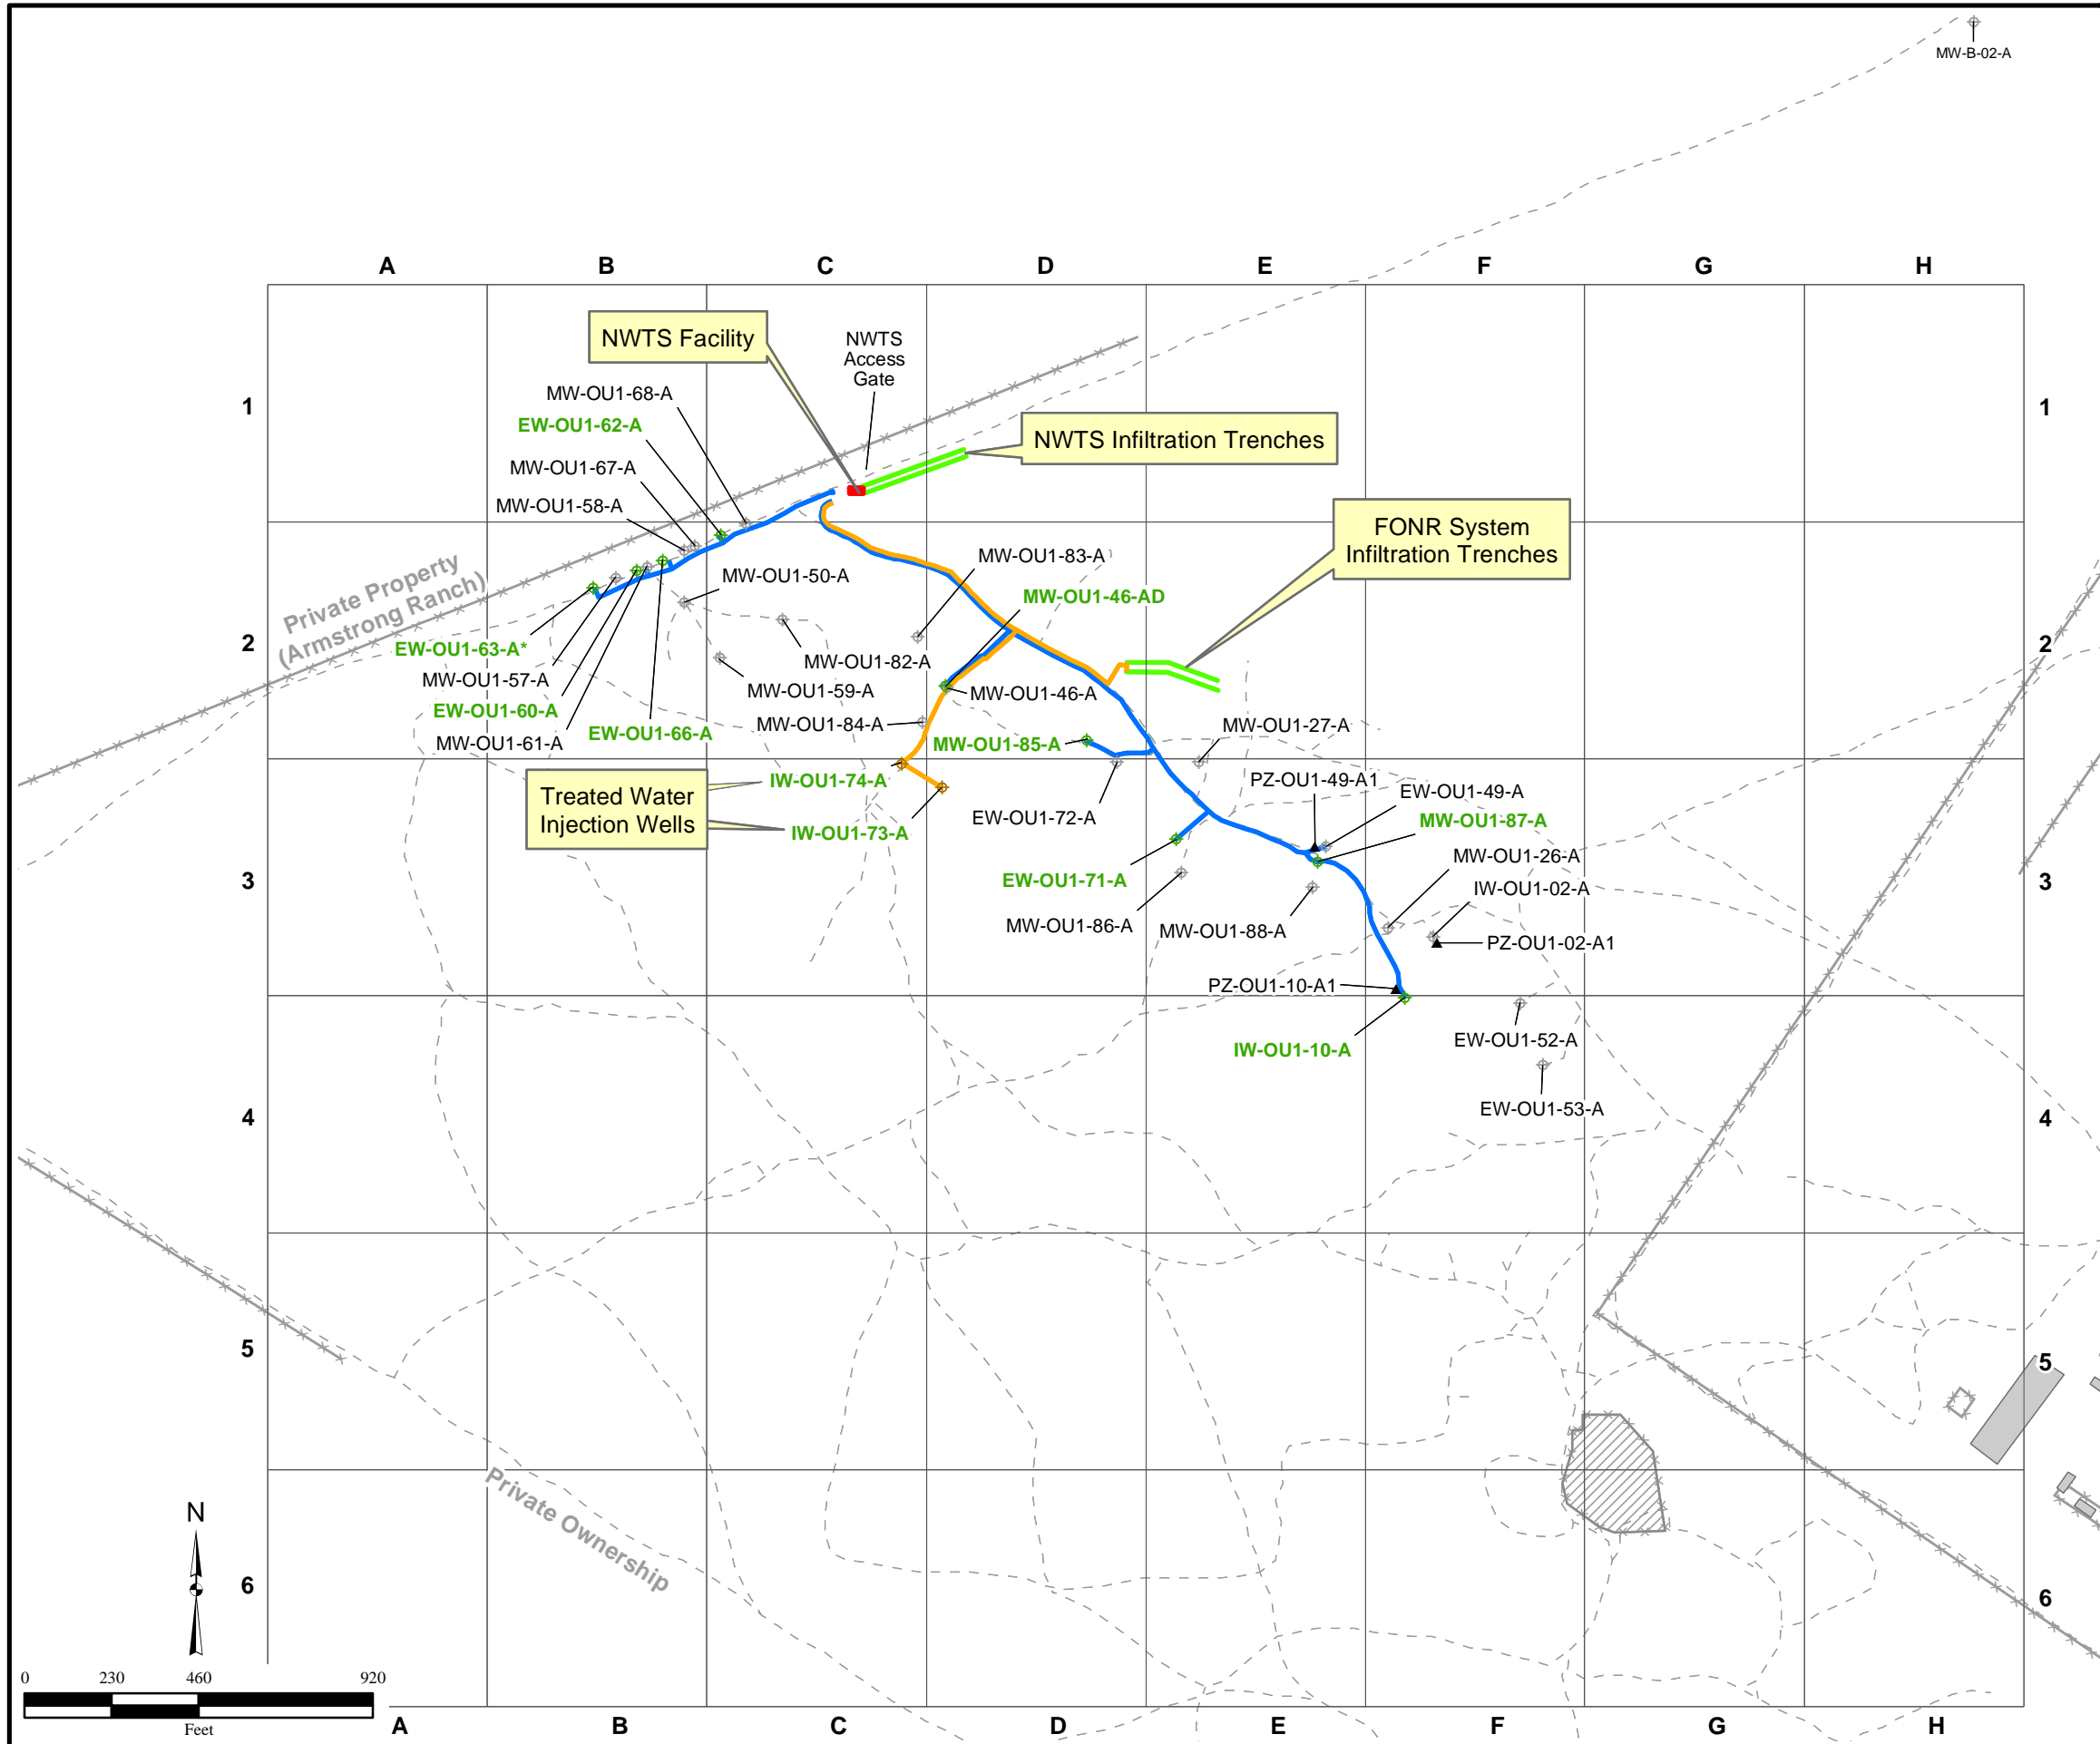 MW-B-02-A
A B C D E F G H
NWTS Facility
NWTS
Access
Gate
MW-OU1-68-A
1
1
EW-OU1-62-A
NWTS Infiltration Trenches
MW-OU1-67-A
MW-OU1-58-A
FONR System
Infiltration Trenches
MW-OU1-83-A
Private Property
(Armstrong Ranch)
MW-OU1-50-A
MW-OU1-46-AD
2
2
EW-OU1-63-A*
MW-OU1-82-A
MW-OU1-57-A
MW-OU1-59-A
MW-OU1-46-A
EW-OU1-60-A
MW-OU1-84-A
MW-OU1-27-A
EW-OU1-66-A
MW-OU1-61-A
MW-OU1-85-A
IW-OU1-74-A
PZ-OU1-49-A1
EW-OU1-49-A
Treated Water
Injection Wells
EW-OU1-72-A
MW-OU1-87-A
IW-OU1-73-A
MW-OU1-26-A
3
3
EW-OU1-71-A
IW-OU1-02-A
MW-OU1-86-A
MW-OU1-88-A
PZ-OU1-02-A1
PZ-OU1-10-A1
EW-OU1-52-A
IW-OU1-10-A
EW-OU1-53-A
4
4
5
5
Private Ownership
N
6
6
0 230 460 920
Feet
A B C D E F G H